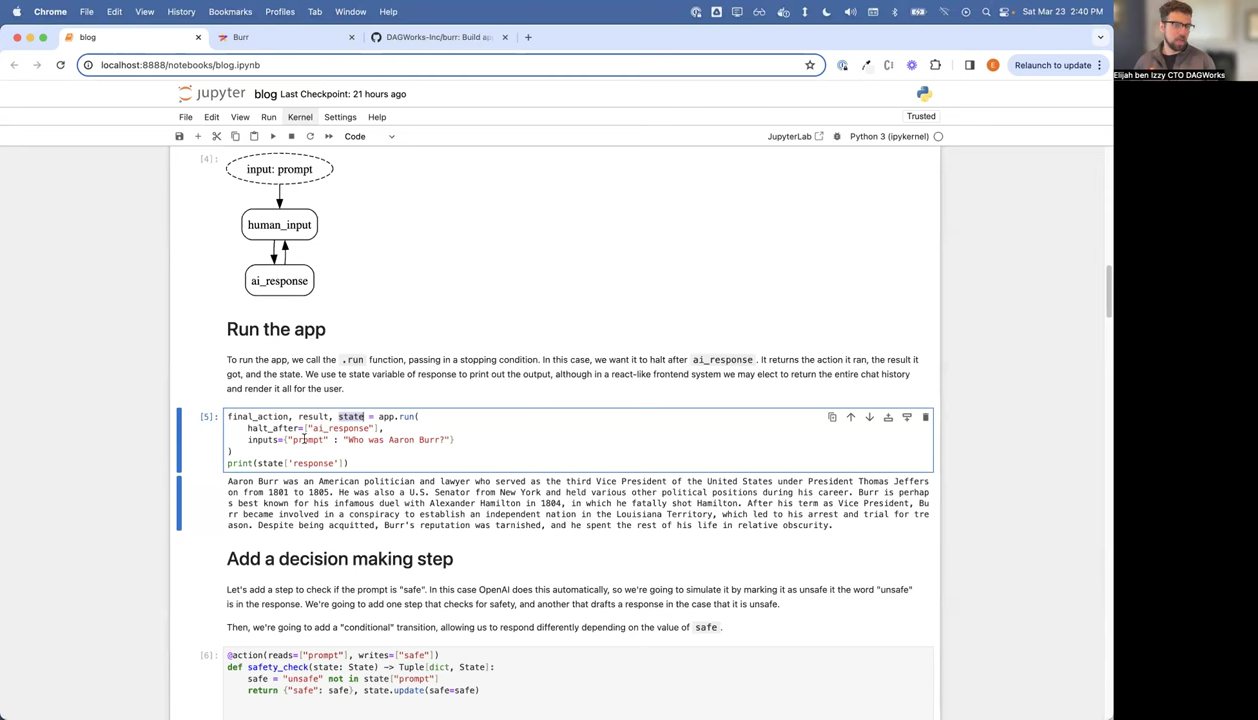 Chrome File Edit View History Bookmarks Profiles Tab Window Help Sat Mar 23 2:40 PM
blog Burr DAGWorks-Inc/burr: Build ap
localhost:8888/notebooks/blog.ipynb E Relaunch to update
Elijah ben Izzy CTO DAGWorks
jupyter blog Last Checkpoint: 21 hours ago
File Edit View Run Kernel Settings Help Trusted
Code JupyterLab Python 3 (ipykernel)
[4]:
input: prompt
human_input
ai_response
Run the app
To run the app, we call the .run function, passing in a stopping condition. In this case, we want it to halt after ai_response . It returns the action it ran, the result it
got, and the state. We use te state variable of response to print out the output, although in a react-like frontend system we may elect to return the entire chat history
and render it all for the user.
[5]: final_action, result, state = app.run(
halt_after=["ai_response"],
inputs={"prompt" : "Who was Aaron Burr?"}
)
print(state['response'])
Aaron Burr was an American politician and lawyer who served as the third Vice President of the United States under President Thomas Jeffers
on from 1801 to 1805. He was also a U.S. Senator from New York and held various other political positions during his career. Burr is perhap
s best known for his infamous duel with Alexander Hamilton in 1804, in which he fatally shot Hamilton. After his term as Vice President, Bu
rr became involved in a conspiracy to establish an independent nation in the Louisiana Territory, which led to his arrest and trial for tre
ason. Despite being acquitted, Burr's reputation was tarnished, and he spent the rest of his life in relative obscurity.
Add a decision making step
Let's add a step to check if the prompt is "safe". In this case OpenAI does this automatically, so we're going to simulate it by marking it as unsafe it the word "unsafe"
is in the response. We're going to add one step that checks for safety, and another that drafts a response in the case that it is unsafe.
Then, we're going to add a "conditional" transition, allowing us to respond differently depending on the value of safe .
[6]: @action(reads=["prompt"], writes=["safe"])
def safety_check(state: State) -> Tuple[dict, State]:
safe = "unsafe" not in state["prompt"]
return {"safe": safe}, state.update(safe=safe)